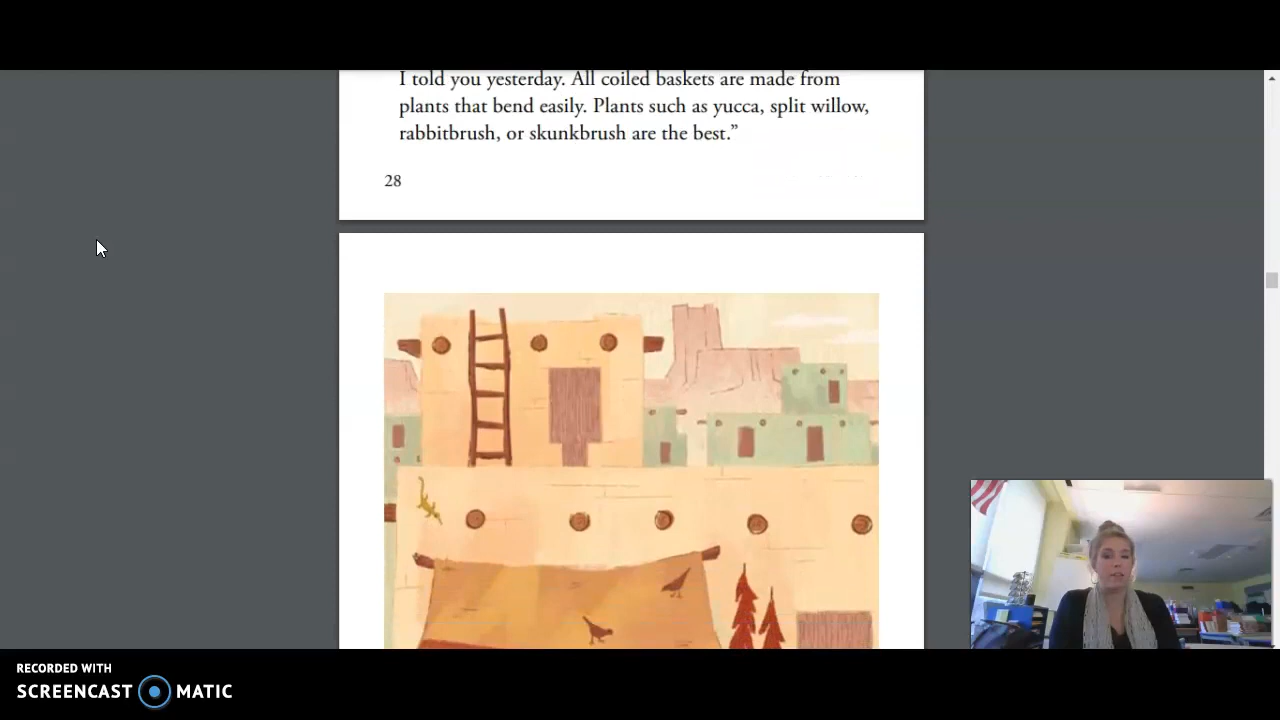 I told you yesterday. All coiled baskets are made from
plants that bend easily. Plants such as yucca, split willow,
rabbitbrush, or skunkbrush are the best.”
28
RECORDED WITH
SCREENCAST MATIC